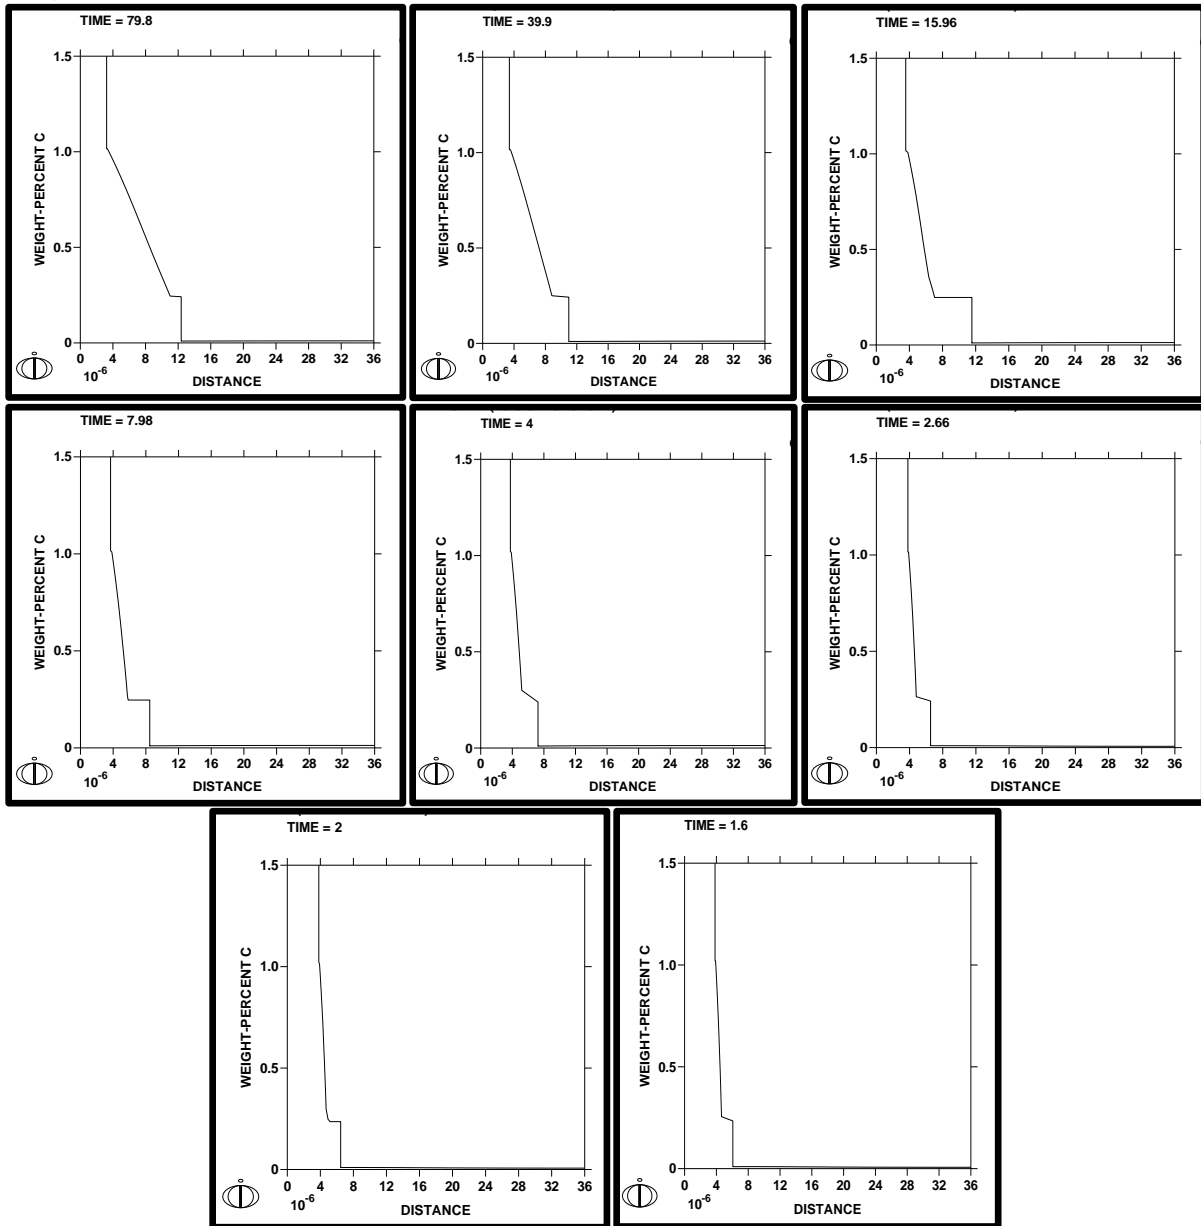 TIME = 79.8
1.5
1.0
0.5
0
WEIGHT-PERCENT C
0 4 8 12 16 20 24 28 32 36
10-6
DISTANCE
TIME = 39.9
1.5
1.0
0.5
0
WEIGHT-PERCENT C
0 4 8 12 16 20 24 28 32 36
10-6
DISTANCE
TIME = 15.96
1.5
1.0
0.5
0
WEIGHT-PERCENT C
0 4 8 12 16 20 24 28 32 36
10-6
DISTANCE
TIME = 7.98
1.5
1.0
0.5
0
WEIGHT-PERCENT C
0 4 8 12 16 20 24 28 32 36
10-6
DISTANCE
TIME = 4
1.5
1.0
0.5
0
WEIGHT-PERCENT C
0 4 8 12 16 20 24 28 32 36
10-6
DISTANCE
TIME = 2.66
1.5
1.0
0.5
0
WEIGHT-PERCENT C
0 4 8 12 16 20 24 28 32 36
10-6
DISTANCE
TIME = 2
1.5
1.0
0.5
0
WEIGHT-PERCENT C
0 4 8 12 16 20 24 28 32 36
10-6
DISTANCE
TIME = 1.6
1.5
1.0
0.5
0
WEIGHT-PERCENT C
0 4 8 12 16 20 24 28 32 36
10-6
DISTANCE